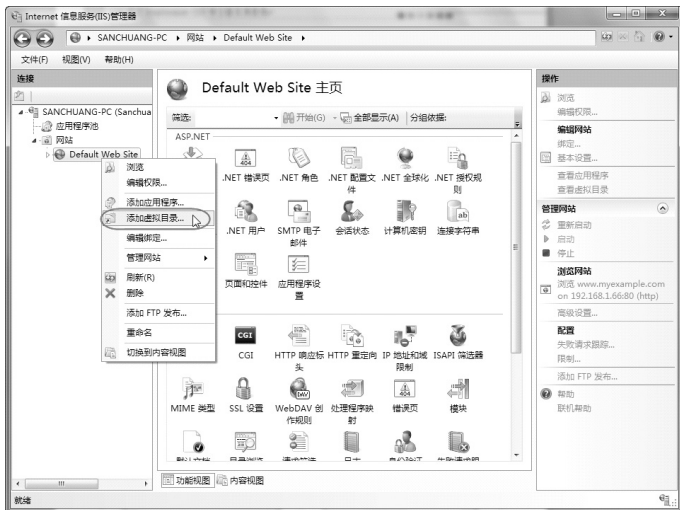 Internet 信息服务(IIS)管理器
SANCHUANG-PC ▸ 网站 ▸ Default Web Site ▸
文件(F) 视图(V) 帮助(H)
连接
SANCHUANG-PC (Sanchua
应用程序池
网站
Default Web Site
浏览
编辑权限...
添加应用程序...
添加虚拟目录...
编辑绑定...
管理网站
刷新(R)
删除
添加 FTP 发布...
重命名
切换到内容视图
Default Web Site 主页
筛选: 开始(G) 全部显示(A) 分组依据:
ASP.NET
.NET 错误页 .NET 角色 .NET 配置文件 .NET 全球化 .NET 授权规则
.NET 用户 SMTP 电子邮件 会话状态 计算机密钥 连接字符串
页面和控件 应用程序设置
CGI HTTP 响应标头 HTTP 重定向 IP 地址和域限制 ISAPI 筛选器
MIME 类型 SSL 设置 WebDAV 创作规则 处理程序映射 错误页 模块
功能视图 内容视图
操作
浏览
编辑权限...
编辑网站
绑定...
基本设置...
查看应用程序
查看虚拟目录
管理网站
重新启动
启动
停止
浏览网站
浏览 www.myexample.com
on 192.168.1.66:80 (http)
高级设置...
配置
失败请求跟踪...
限制...
添加 FTP 发布...
帮助
联机帮助
就绪